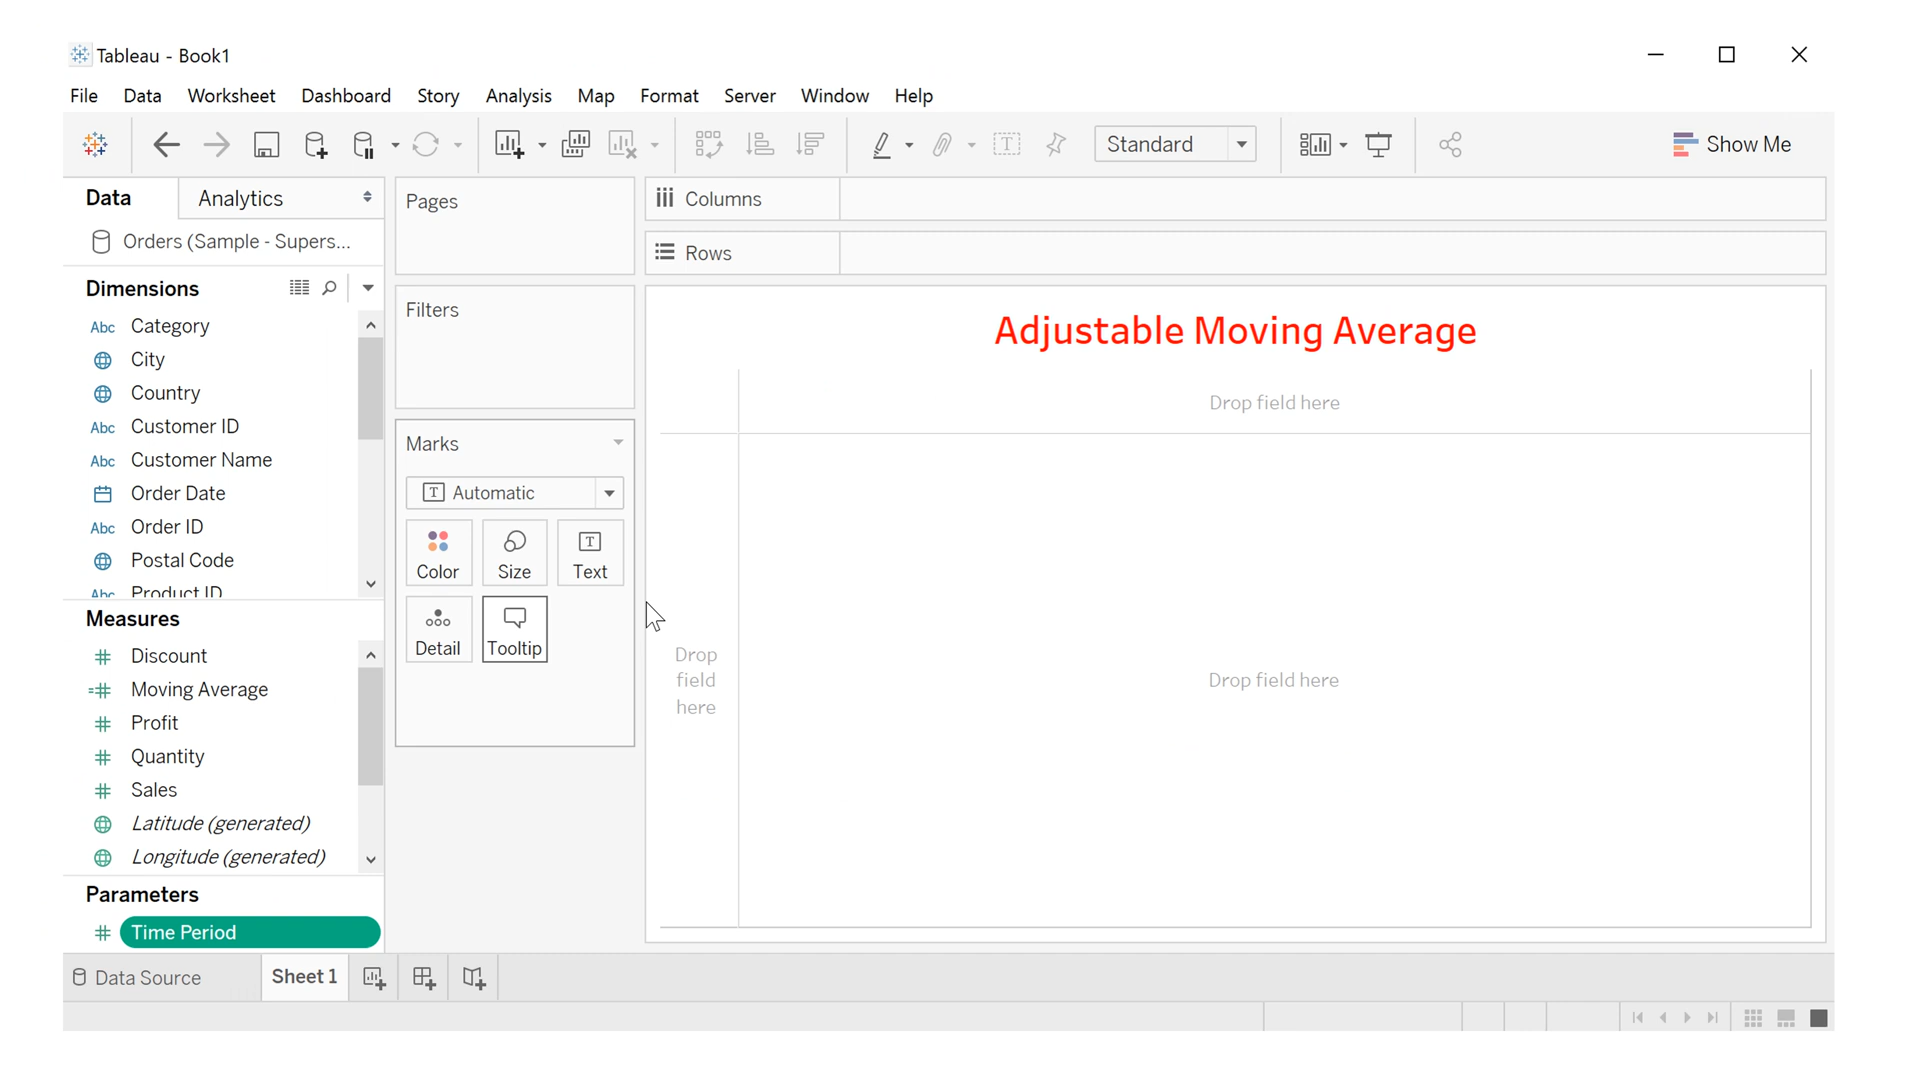 Tableau - Book1
File Data Worksheet Dashboard Story Analysis Map Format Server Window Help
Standard
Show Me
Data
Analytics
Orders (Sample - Supers...
Dimensions
Abc Category
City
Country
Abc Customer ID
Abc Customer Name
Order Date
Abc Order ID
Postal Code
Abc Product ID
Measures
Discount
Moving Average
Profit
Quantity
Sales
Latitude (generated)
Longitude (generated)
Parameters
Time Period
Pages
Filters
Marks
T Automatic
Color
Size
Text
Detail
Tooltip
Columns
Rows
Adjustable Moving Average
Drop field here
Drop
field
here
Drop field here
Data Source
Sheet 1